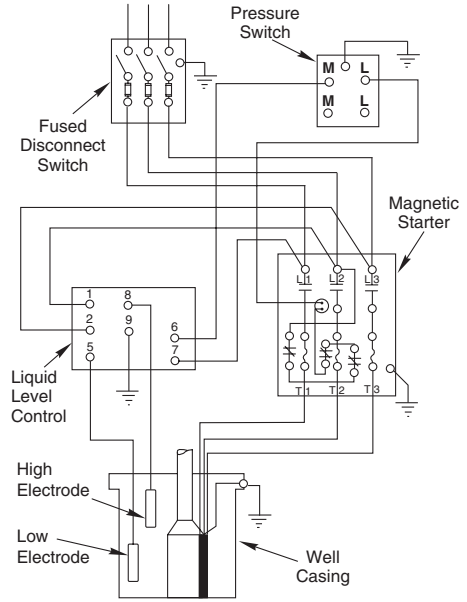 Pressure
Switch
M L
M L
Fused
Disconnect
Switch
Magnetic
Starter
L1 L2 L3
1 8
2 9
5 6
7
Liquid
Level
Control
T1 T2 T3
High
Electrode
Low
Electrode
Well
Casing